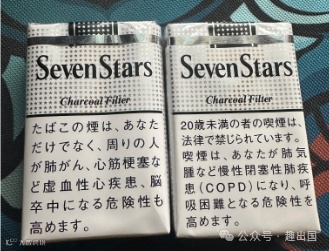 SevenStars
Charcoal Filter
たばこの煙は、あなた
だけでなく、周りの人
が肺がん、心筋梗塞な
ど虚血性心疾患、脳
卒中になる危険性も
高めます。
SevenStars
Charcoal Filter
20歳未満の者の喫煙は、
法律で禁じられています。
喫煙は、あなたが肺気
腫など慢性閉塞性肺疾
患(COPD)になり、呼
吸困難となる危険性を
高めます。
公众号·趣出国